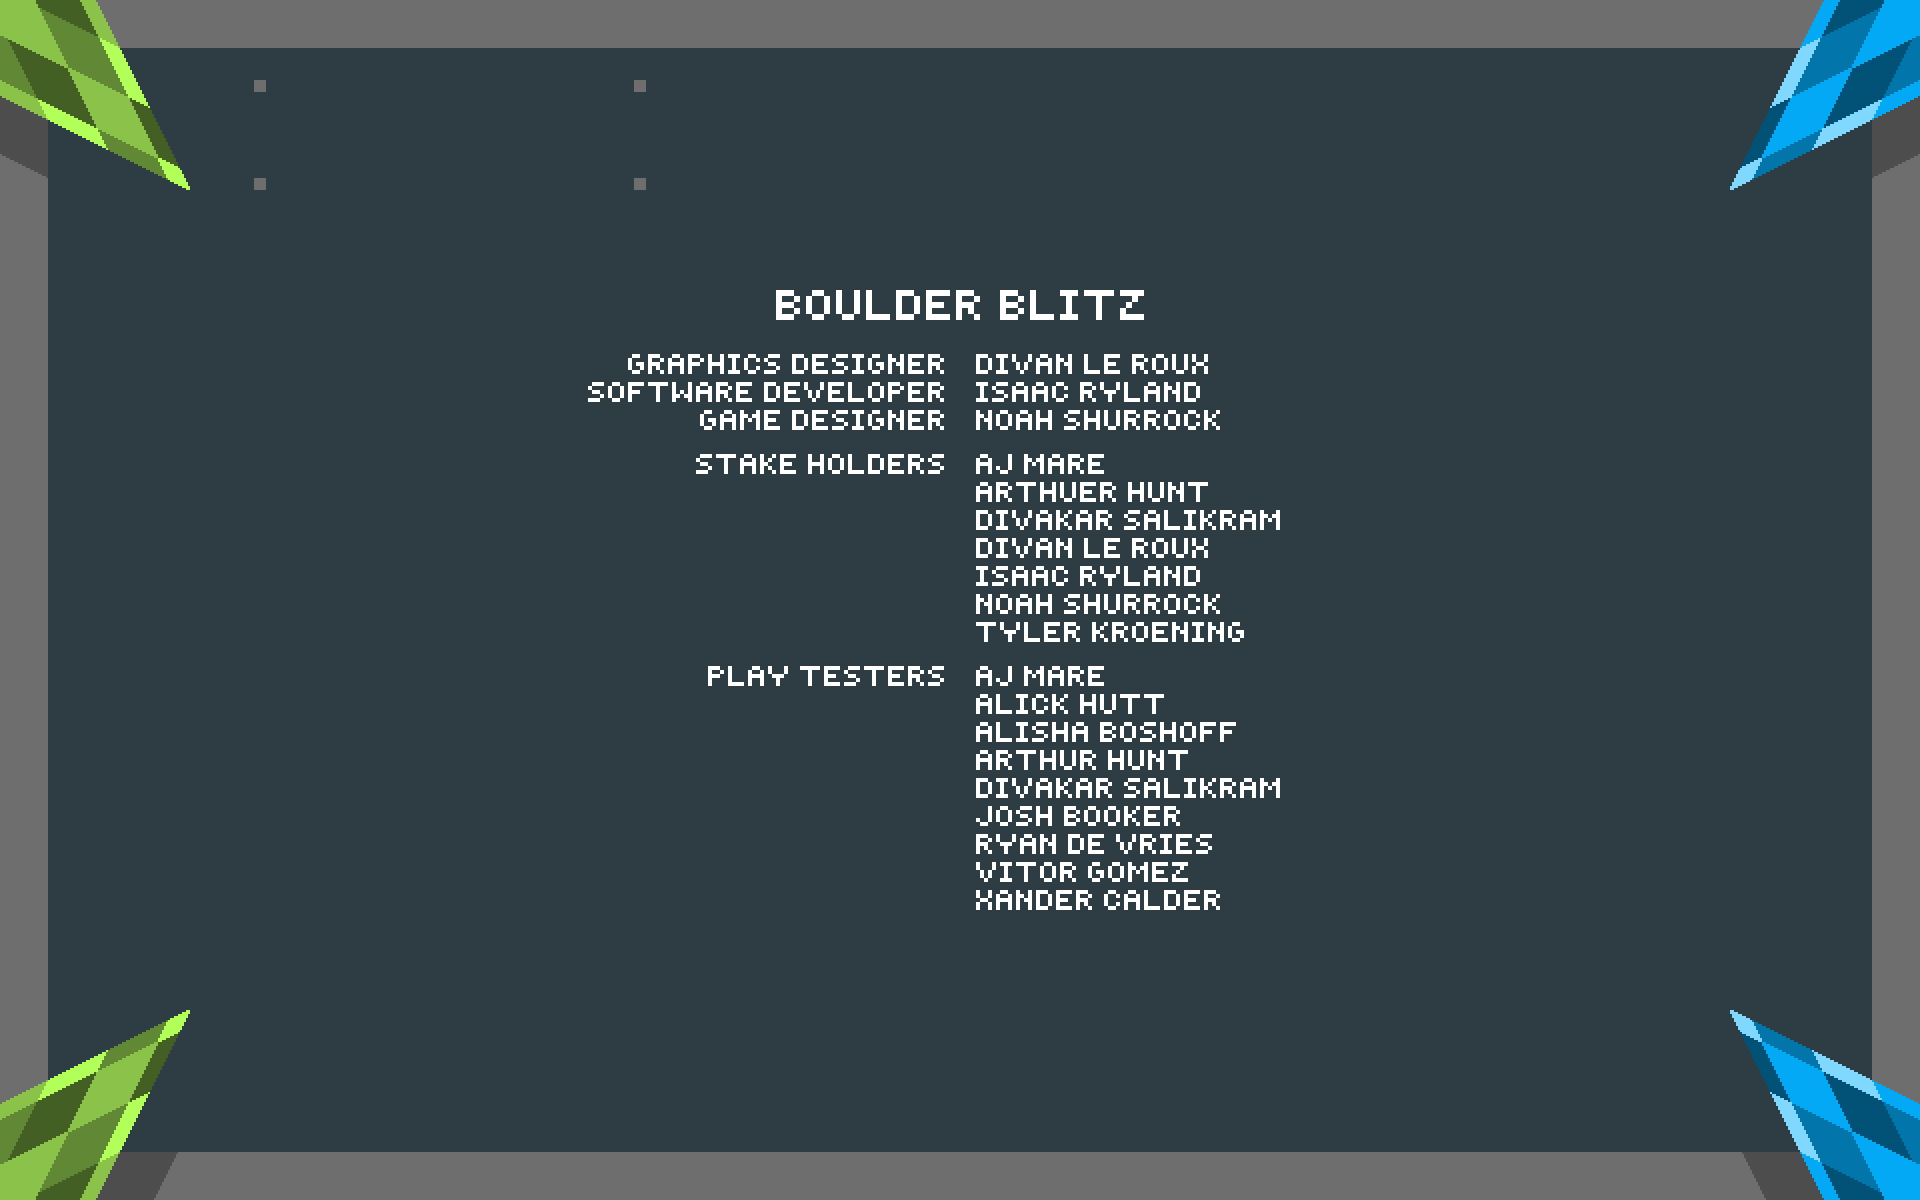 BOULDER BLITZ
GRAPHICS DESIGNER DIVAN LE ROUX
SOFTWARE DEVELOPER ISAAC RYLAND
GAME DESIGNER NOAH SHURROCK
STAKE HOLDERS AJ MARE
ARTHUER HUNT
DIVAKAR SALIKRAM
DIVAN LE ROUX
ISAAC RYLAND
NOAH SHURROCK
TYLER KROENING
PLAY TESTERS AJ MARE
ALICK HUTT
ALISHA BOSHOFF
ARTHUR HUNT
DIVAKAR SALIKRAM
JOSH BOOKER
RYAN DE VRIES
VITOR GOMEZ
XANDER CALDER